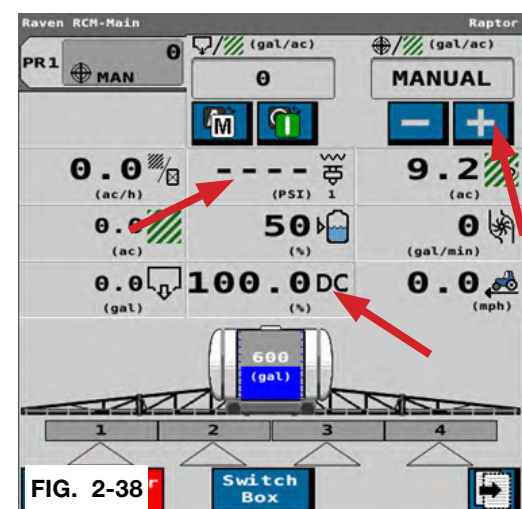 Raven RCM-Main Raptor
(gal/ac) (gal/ac)
PR1 0
MAN
0 MANUAL
M
0.0 ---- 9.2
(ac/h) (PSI) 1 (ac)
0.0 50 0
(ac) (%) (gal/min)
0.0 100.0 DC 0.0
(gal) (%) (mph)
600
(gal)
1 2 3 4
FIG. 2-38 Switch
Box